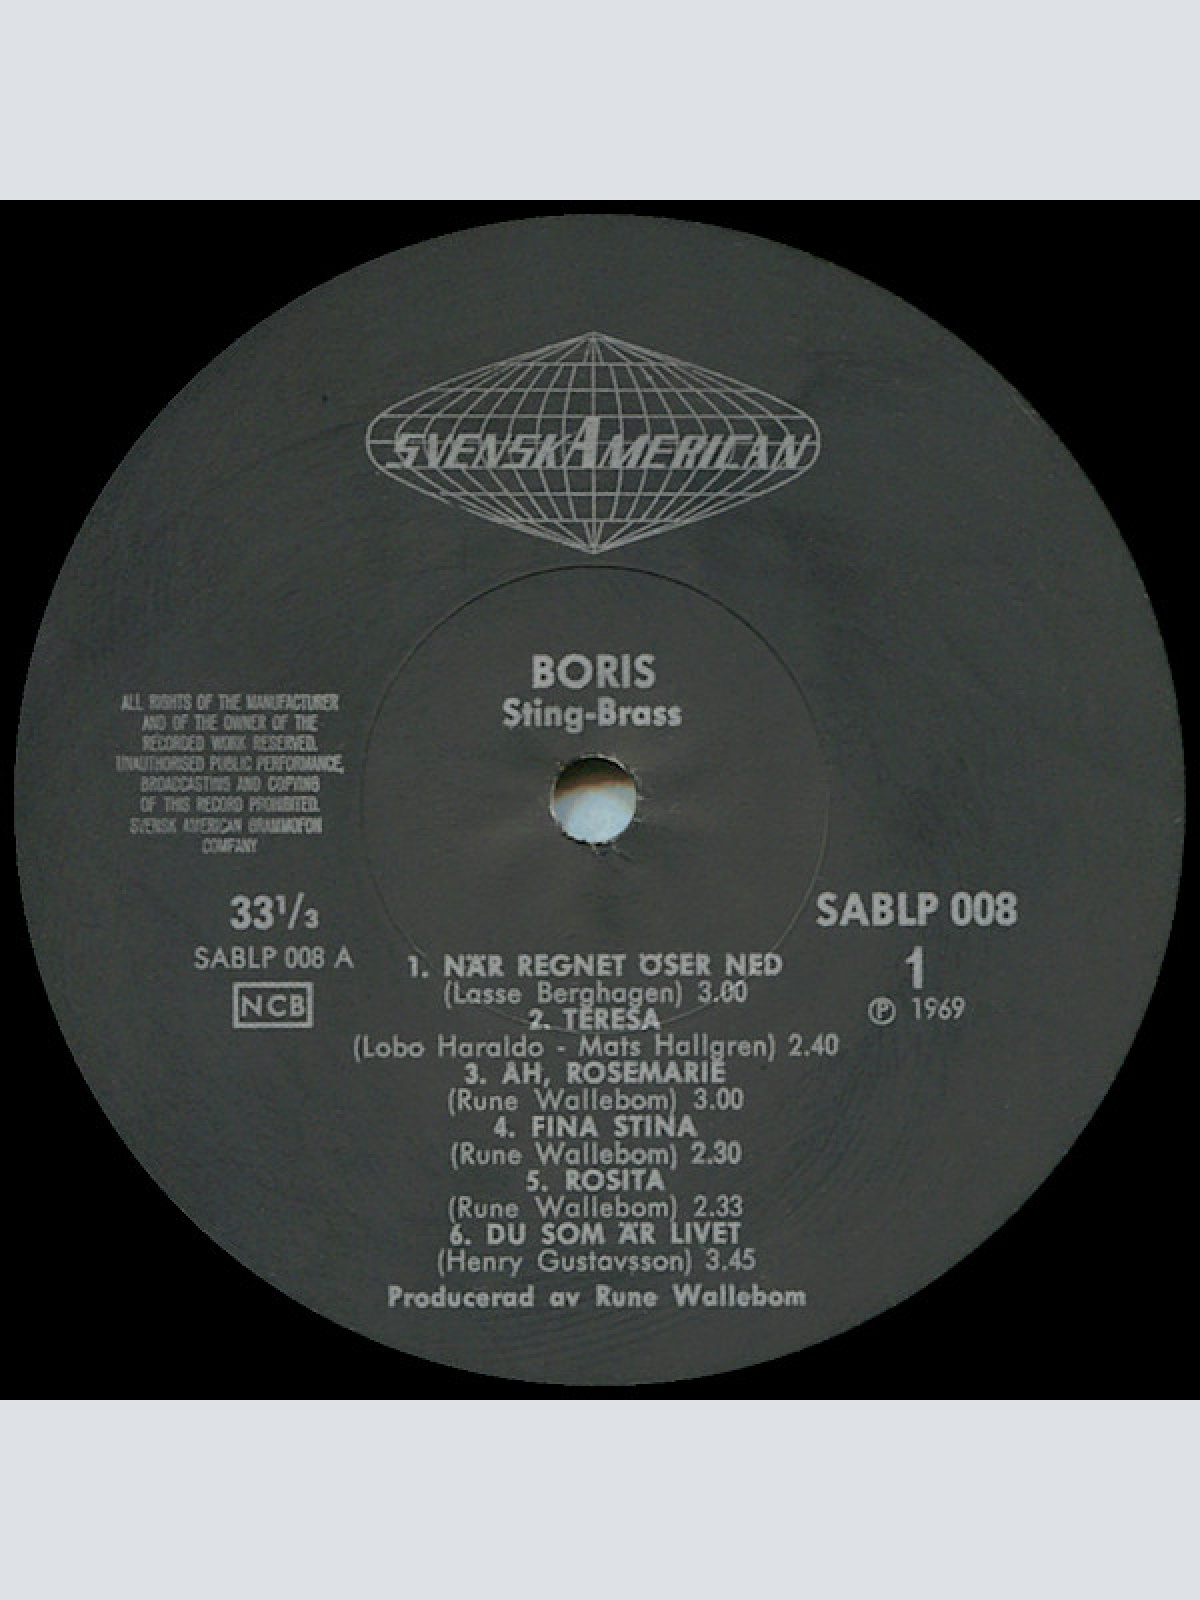 SVENSKAMERICAN
BORIS
Sting-Brass
ALL RIGHTS OF THE MANUFACTURER
AND OF THE OWNER OF THE
RECORDED WORK RESERVED.
UNAUTHORISED PUBLIC PERFORMANCE,
BROADCASTING AND COPYING
OF THIS RECORD PROHIBITED.
SVENSK AMERICAN GRAMMOFON
COMPANY
33 1/3
SABLP 008 A
NCB
SABLP 008
1
Ⓟ 1969
1. NÄR REGNET ÖSER NED
(Lasse Berghagen) 3.00
2. TERESA
(Lobo Haraldo - Mats Hallgren) 2.40
3. AH, ROSEMARIE
(Rune Wallebom) 3.00
4. FINA STINA
(Rune Wallebom) 2.30
5. ROSITA
(Rune Wallebom) 2.33
6. DU SOM ÄR LIVET
(Henry Gustavsson) 3.45
Producerad av Rune Wallebom